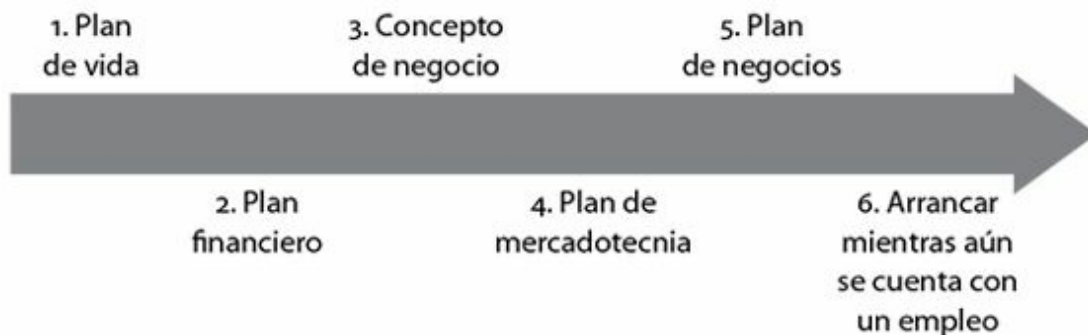 1. Plan
de vida
2. Plan
financiero
3. Concepto
de negocio
4. Plan de
mercadotecnia
5. Plan
de negocios
6. Arrancar
mientras aún
se cuenta con
un empleo